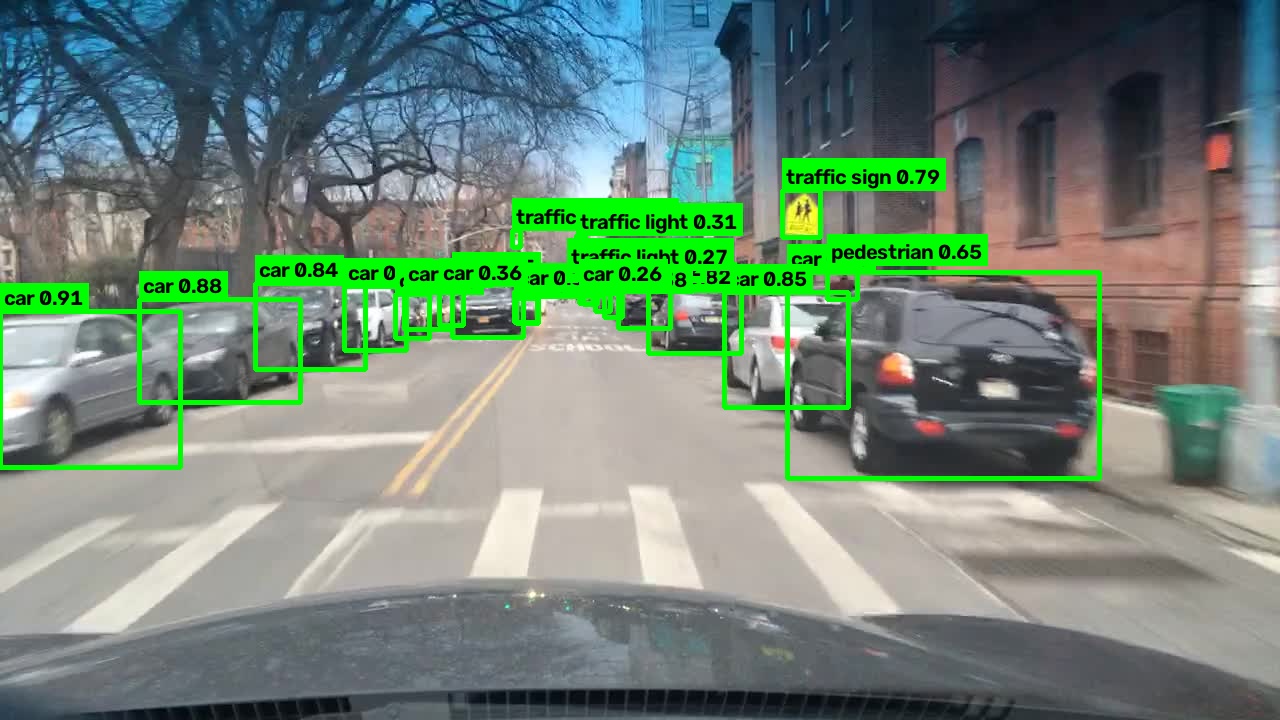 traffic sign 0.79
traffic
traffic light 0.31
pedestrian 0.65
car
traffic light 0.27
car 0.84
car 0.88
car 0.91
car 0.36
car 0.26
car 0.85
SCHOOL